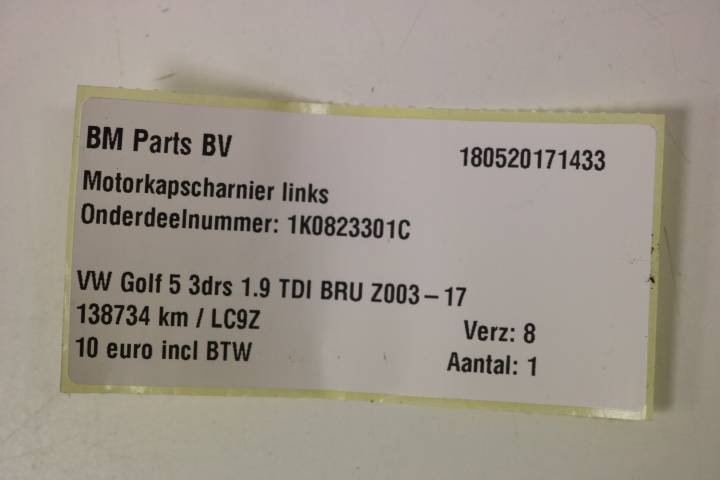 BM Parts BV 180520171433
Motorkapscharnier links
Onderdeelnummer: 1K0823301C
VW Golf 5 3drs 1.9 TDI BRU Z003-17
138734 km / LC9Z Verz: 8
10 euro incl BTW Aantal: 1